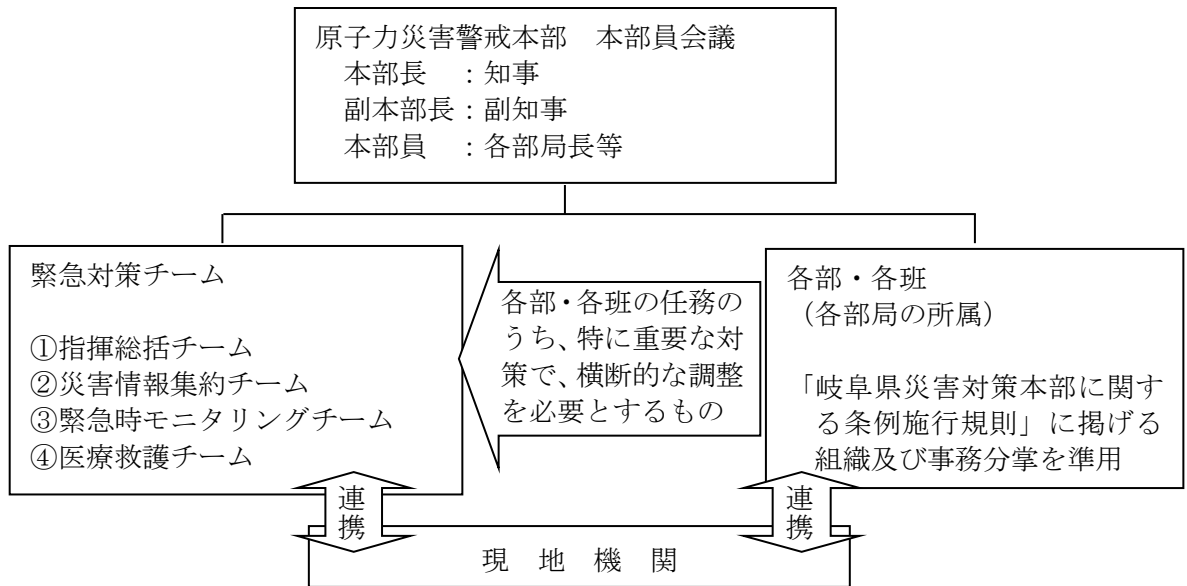 原子力災害警戒本部　本部員会議
本部長　：知事
副本部長：副知事
本部員　：各部局長等
緊急対策チーム
①指揮総括チーム
②災害情報集約チーム
③緊急時モニタリングチーム
④医療救護チーム
各部・各班の任務の
うち、特に重要な対
策で、横断的な調整
を必要とするもの
各部・各班
（各部局の所属）
「岐阜県災害対策本部に関す
る条例施行規則」に掲げる
組織及び事務分掌を準用
連携
連携
現　地　機　関